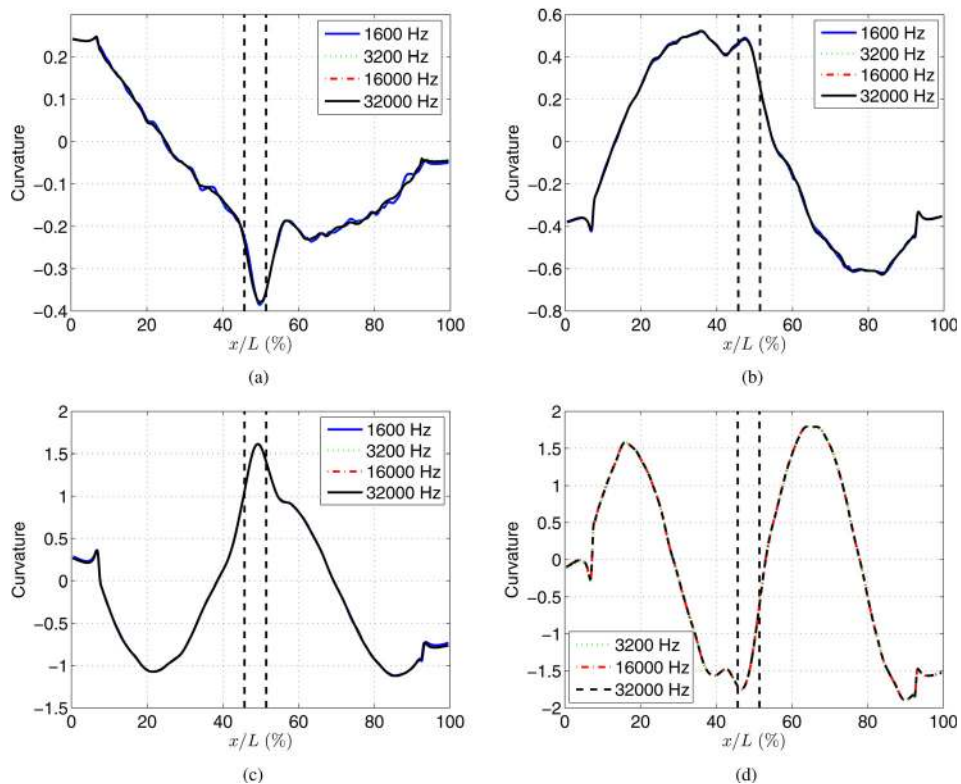 0.2
0.1
0
-0.1
-0.2
-0.3
-0.4
Curvature
0 20 40 60 80 100
x/L (%)
1600 Hz
3200 Hz
16000 Hz
32000 Hz
(a)
0.6
0.4
0.2
0
-0.2
-0.4
-0.6
-0.8
Curvature
0 20 40 60 80 100
x/L (%)
1600 Hz
3200 Hz
16000 Hz
32000 Hz
(b)
2
1.5
1
0.5
0
-0.5
-1
-1.5
Curvature
0 20 40 60 80 100
x/L (%)
1600 Hz
3200 Hz
16000 Hz
32000 Hz
(c)
2
1.5
1
0.5
0
-0.5
-1
-1.5
-2
Curvature
0 20 40 60 80 100
x/L (%)
3200 Hz
16000 Hz
32000 Hz
(d)